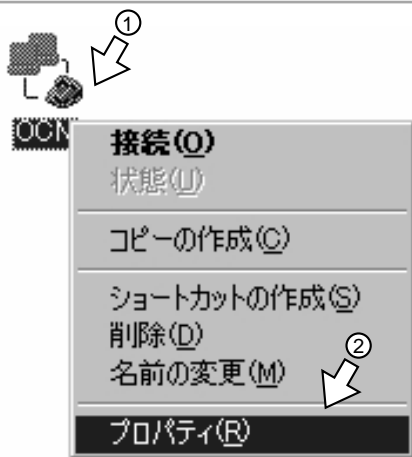 ①
OCN
接続(O)
状態(U)
コピーの作成(C)
ショートカットの作成(S)
削除(D)
名前の変更(M)
②
プロパティ(R)